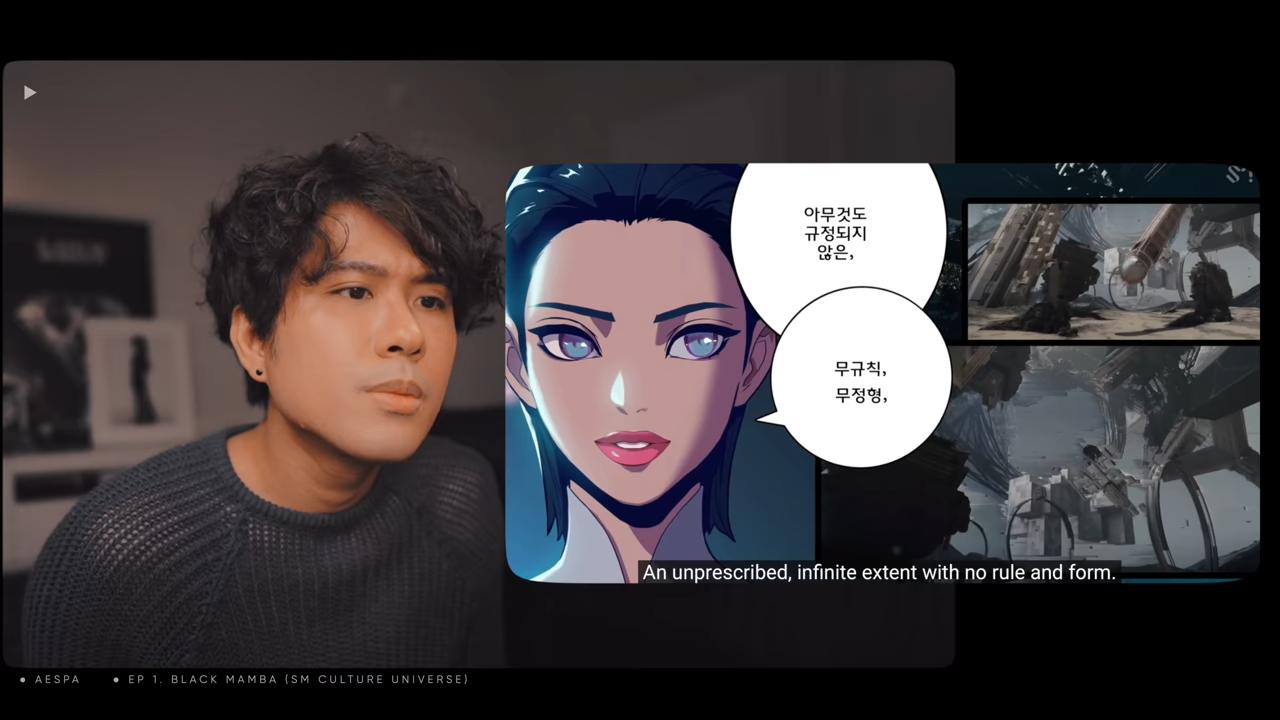 아무것도
규정되지
않은,
무규칙,
무정형,
An unprescribed, infinite extent with no rule and form.
AESPA
EP 1. BLACK MAMBA (SM CULTURE UNIVERSE)